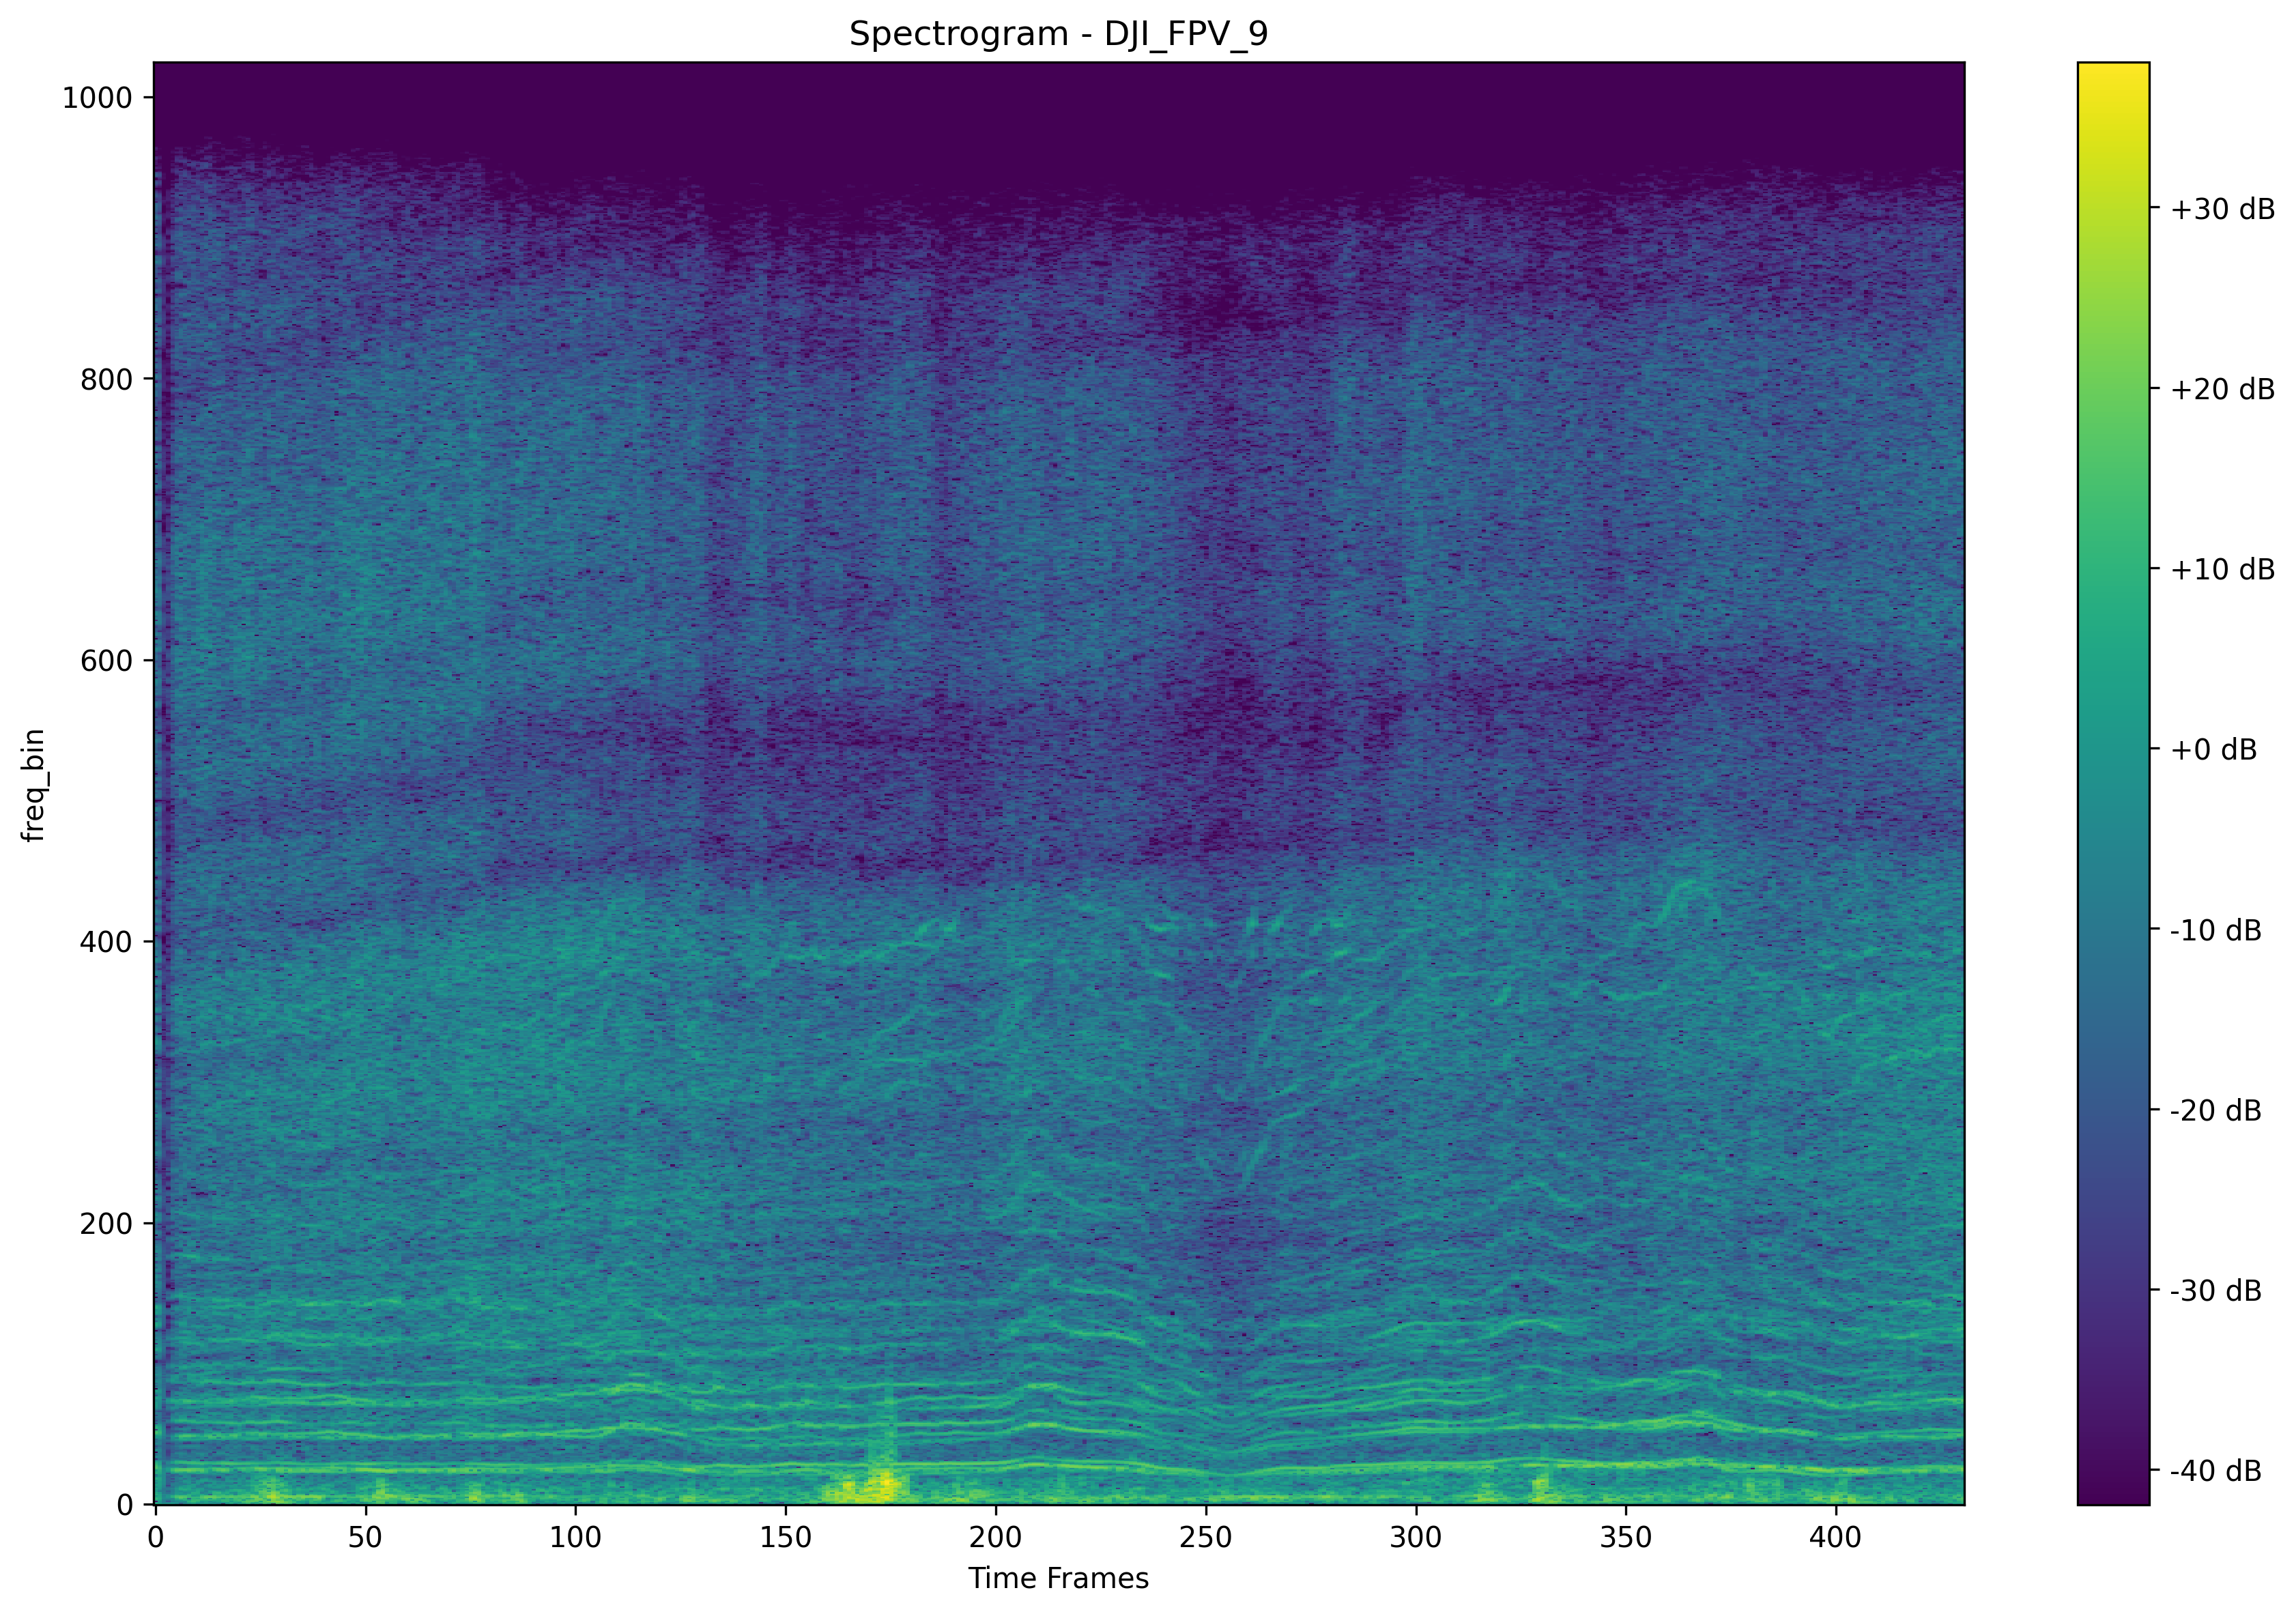 Spectrogram - DJI_FPV_9
1000
800
600
400
200
0
freq_bin
0 50 100 150 200 250 300 350 400
Time Frames
+30 dB
+20 dB
+10 dB
+0 dB
-10 dB
-20 dB
-30 dB
-40 dB